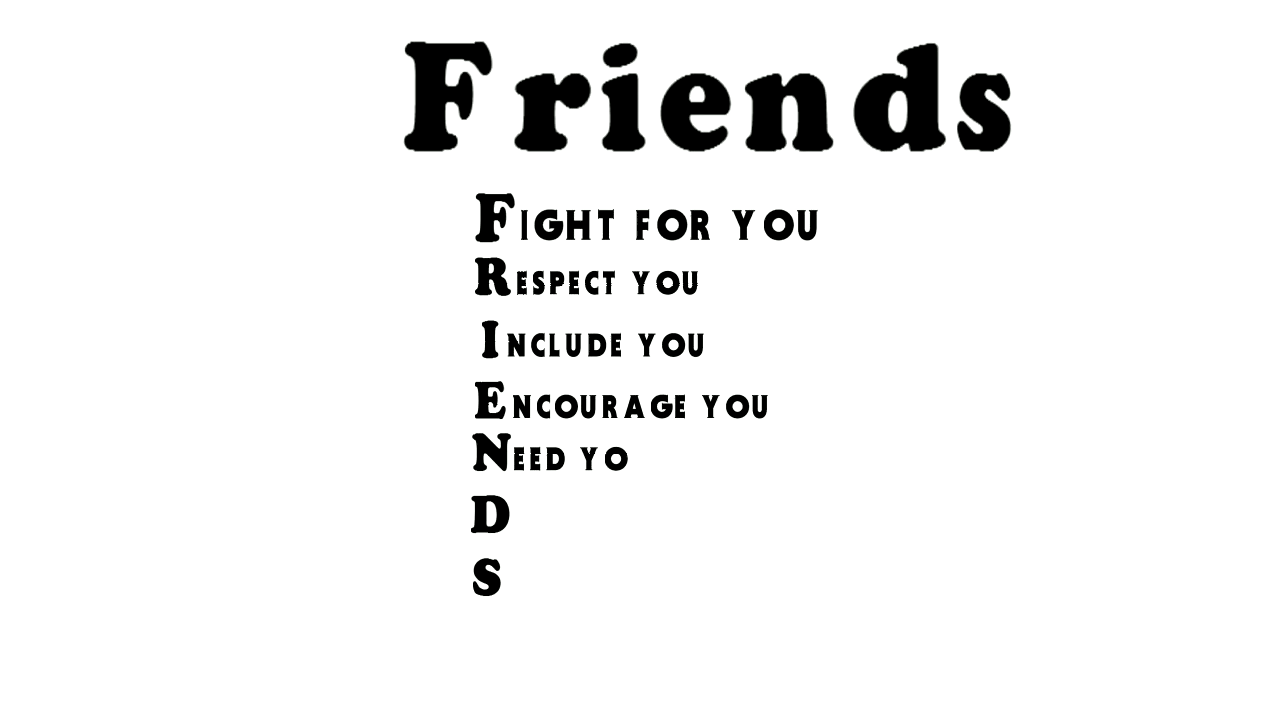 Friends
FIGHT FOR YOU
RESPECT YOU
INCLUDE YOU
ENCOURAGE YOU
NEED YO
D
S